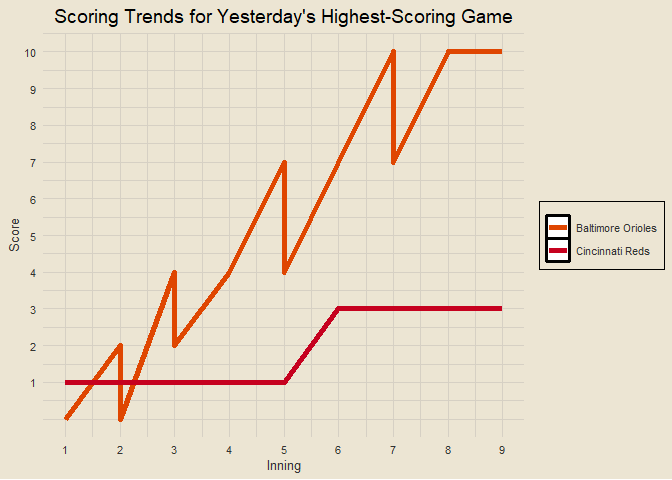 Scoring Trends for Yesterday's Highest-Scoring Game
10
9
8
7
6
5
4
3
2
1
Score
Baltimore Orioles
Cincinnati Reds
1 2 3 4 5 6 7 8 9
Inning